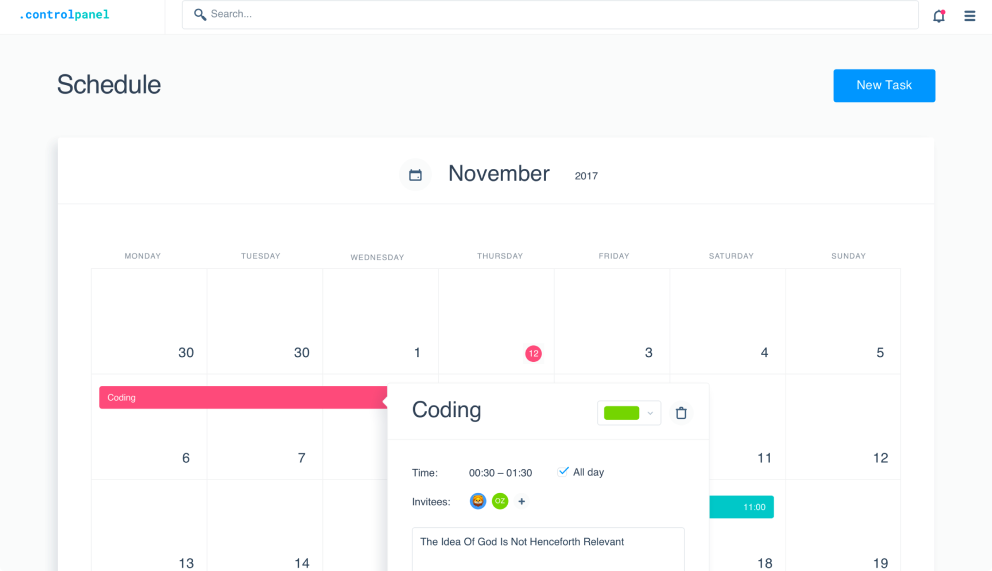 .controlpanel
Search...
Schedule
New Task
November 2017
MONDAY TUESDAY WEDNESDAY THURSDAY FRIDAY SATURDAY SUNDAY
30 30 1 12 3 4 5
Coding
Coding
6 7 11 12
Time: 00:30 – 01:30 All day
Invitees: OZ +
11:00
The Idea Of God Is Not Henceforth Relevant
13 14 18 19